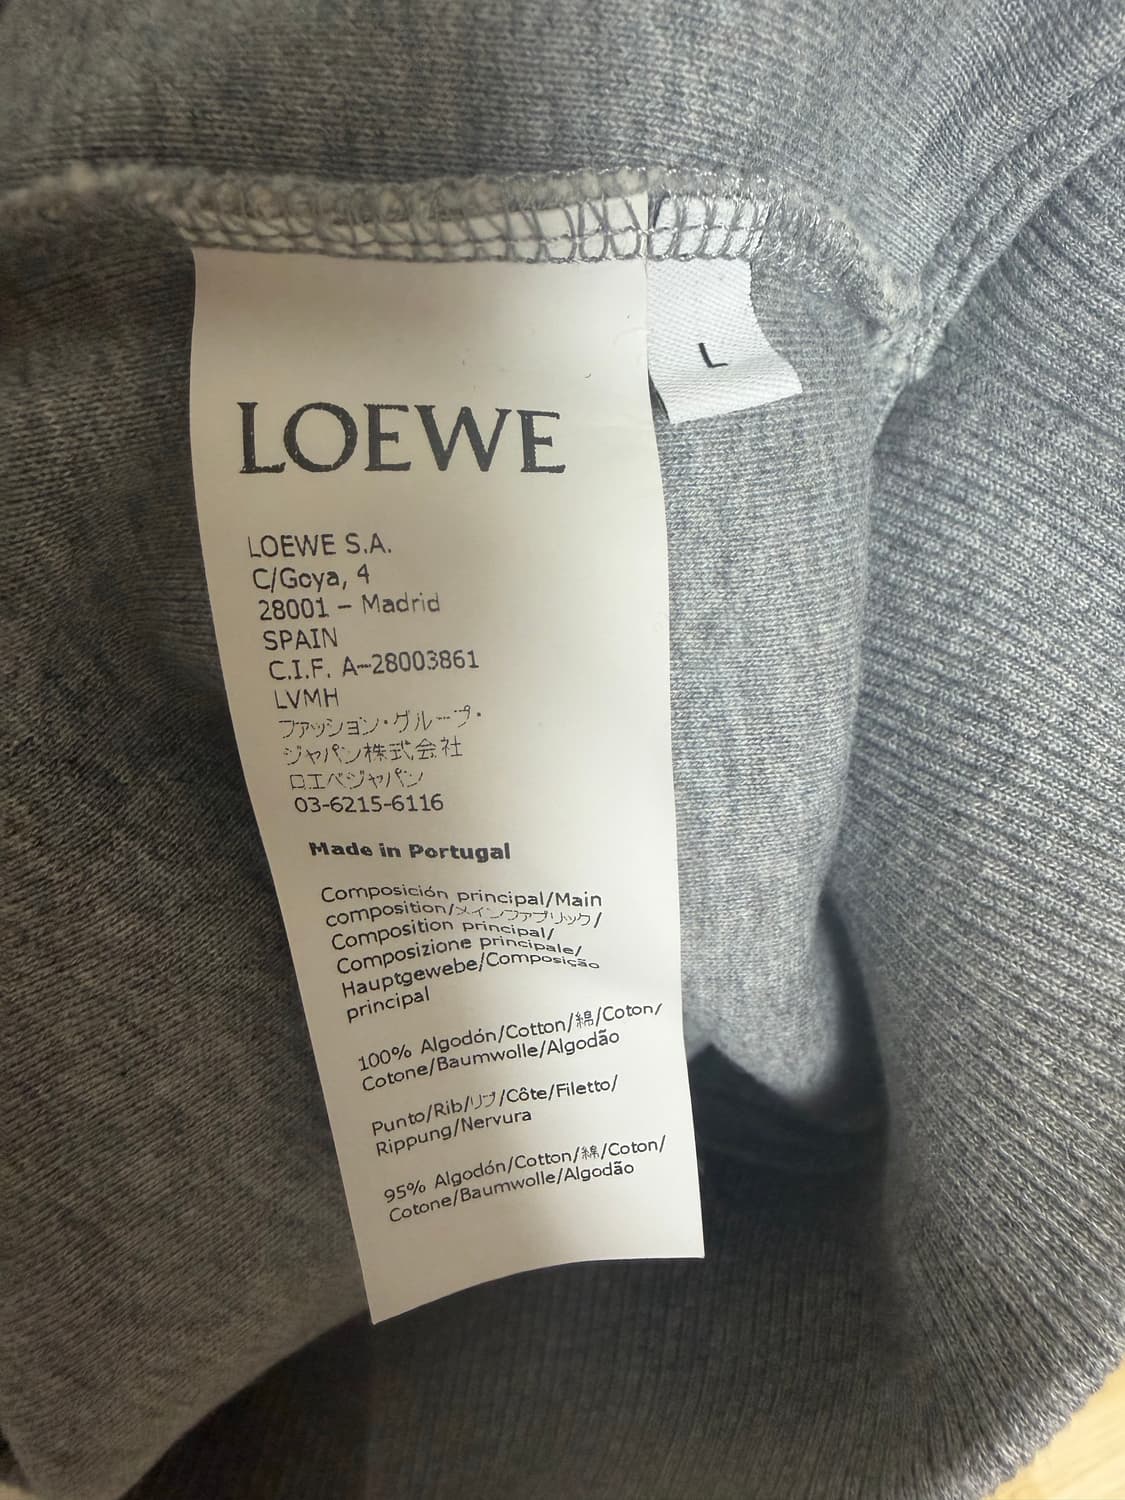 LOEWE
L
LOEWE S.A.
C/Goya, 4
28001 - Madrid
SPAIN
C.I.F. A-28003861
LVMH
ファッション・グループ・
ジャパン株式会社
ロエベジャパン
03-6215-6116
Made in Portugal
Composición principal/Main
composition/メインファブリック/
Composition principal/
Composizione principale/
Hauptgewebe/Composição
principal
100% Algodón/Cotton/綿/Coton/
Cotone/Baumwolle/Algodão
Punto/Rib/リブ/Côte/Filetto/
Rippung/Nervura
95% Algodón/Cotton/綿/Coton/
Cotone/Baumwolle/Algodão